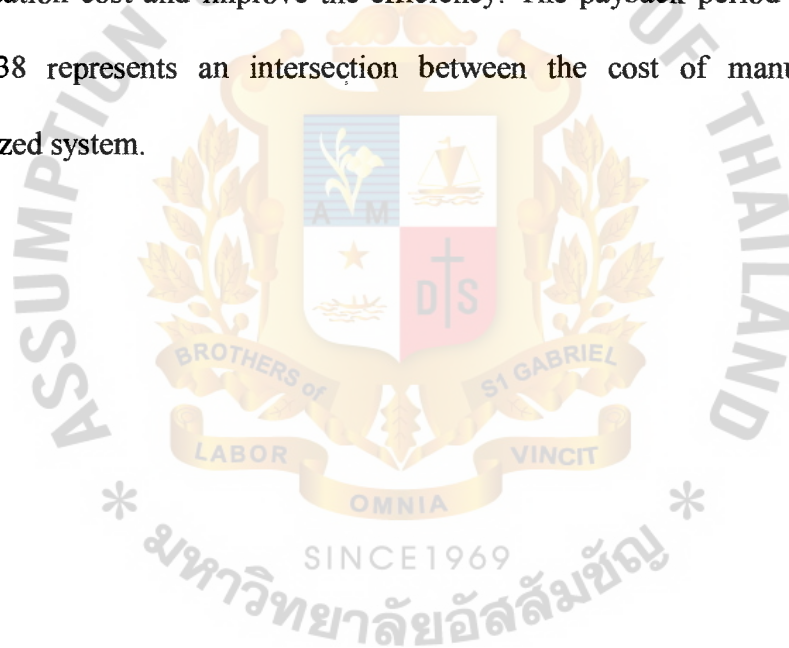 ation cost and improve the efficiency. The payback period
38 represents an intersection between the cost of manu
zed system.
ASSUMPTION
OF THAILAND
A M
D S
BROTHERS of
S1 GABRIEL
LABOR
OMNIA
VINCIT
* *
SINCE1969
มหาวิทยาลัยอัสสัมชัญ